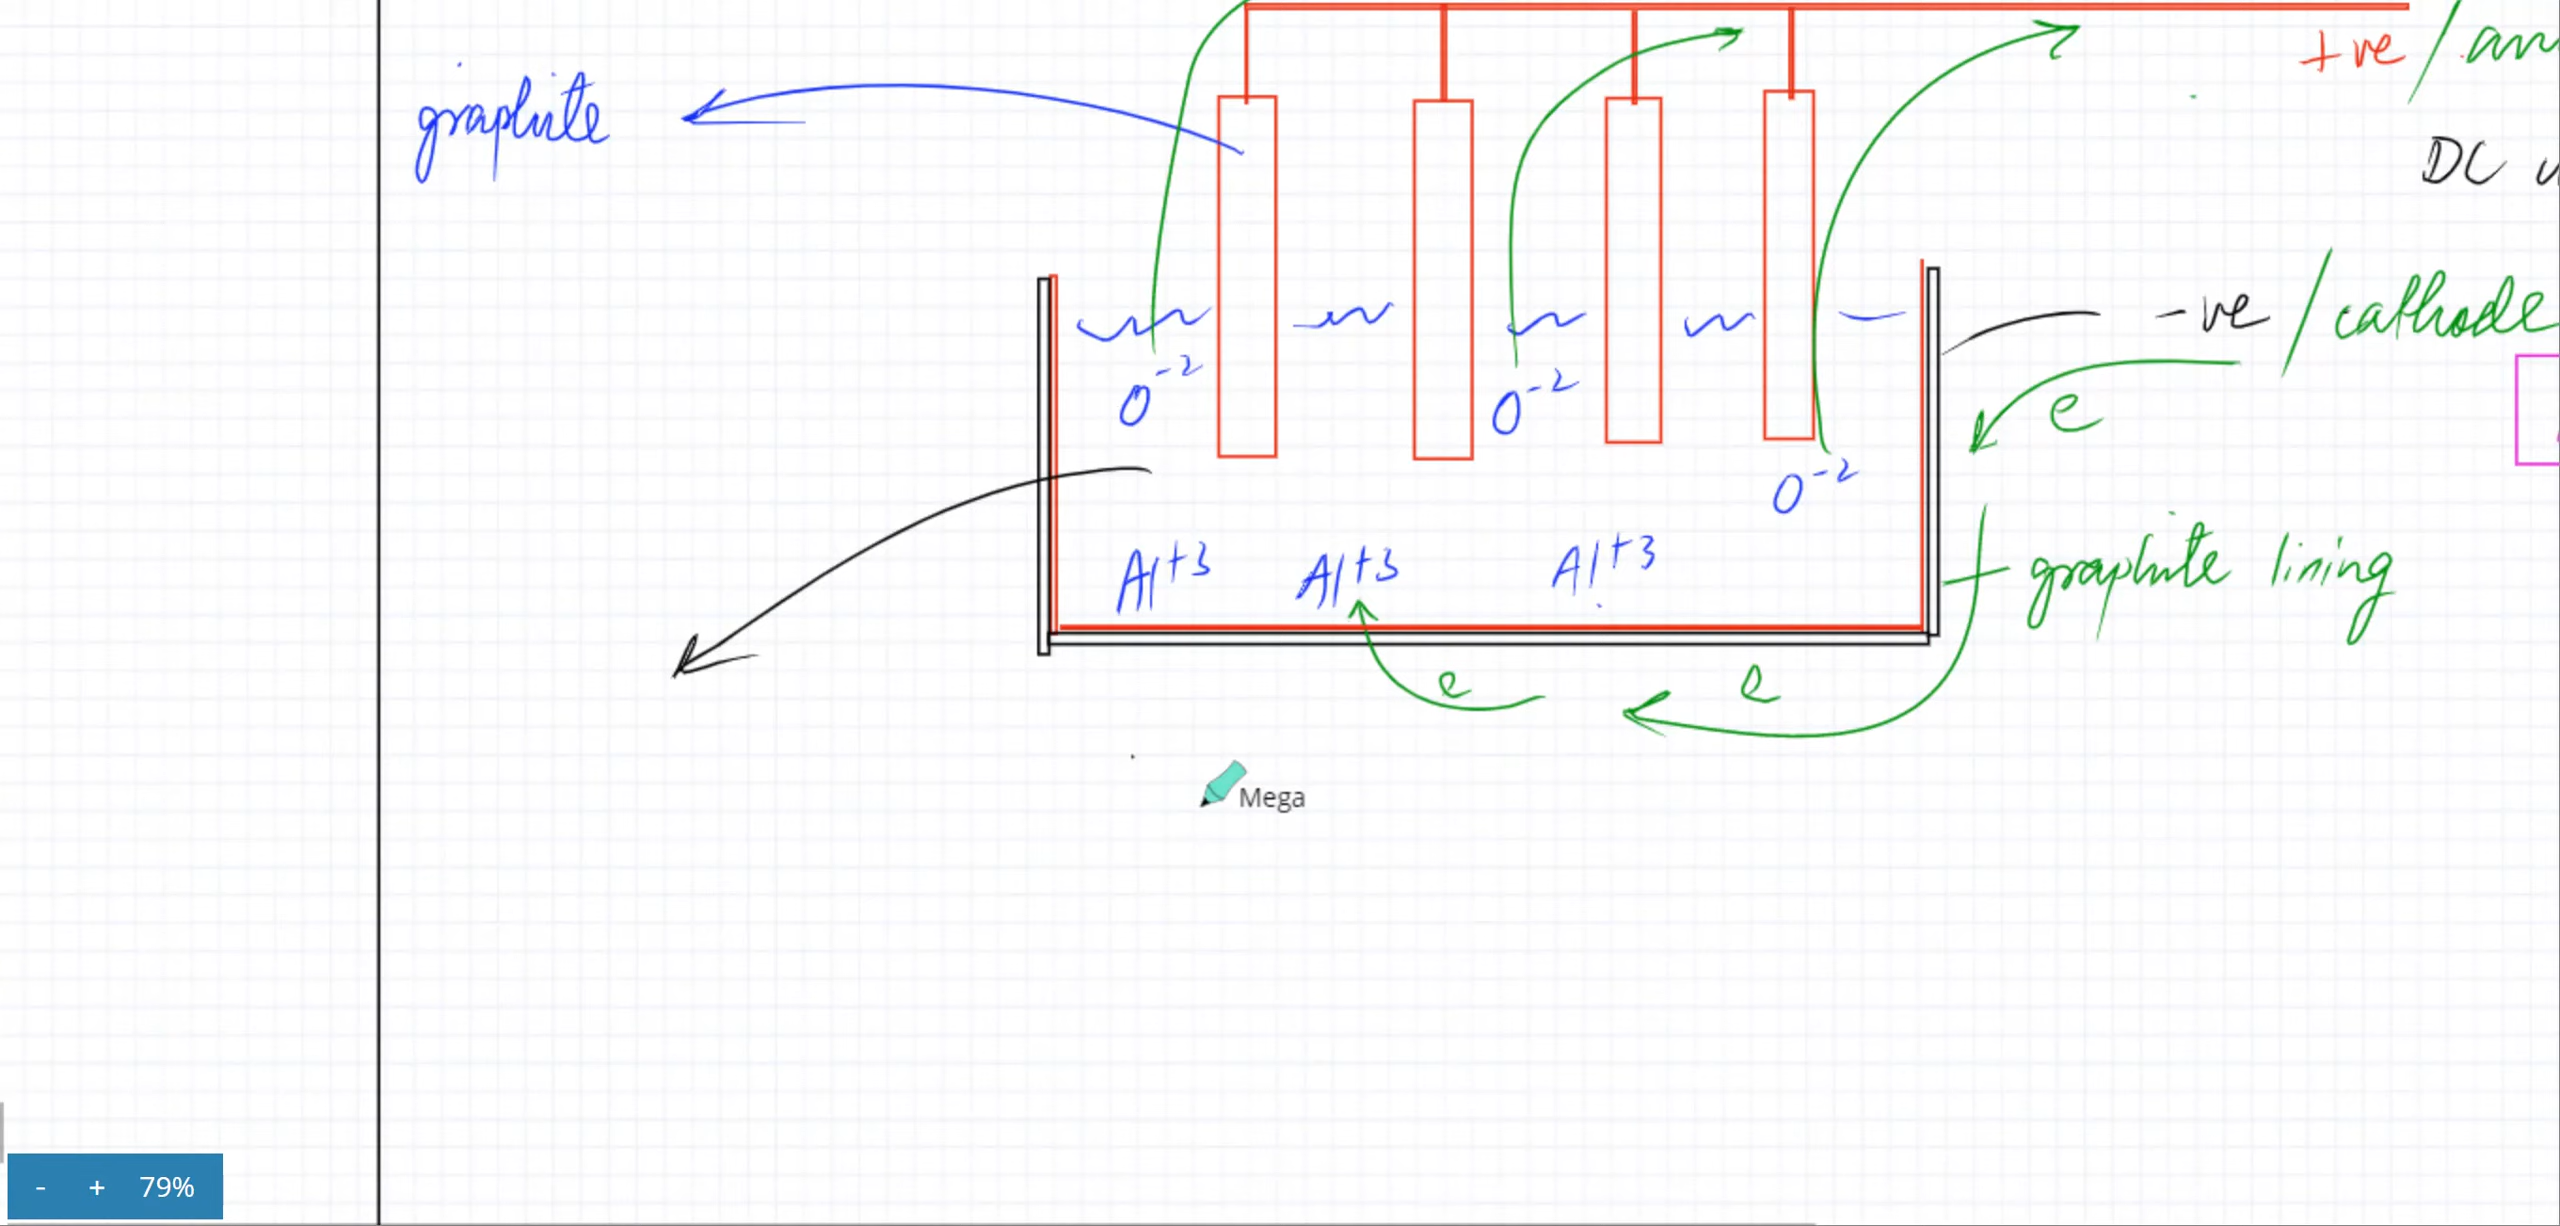 +ve / an
graphite
DC
-ve / cathode
O⁻²
O⁻²
e
O⁻²
Al⁺³
Al⁺³
Al⁺³
graphite lining
e
e
Mega
- + 79%